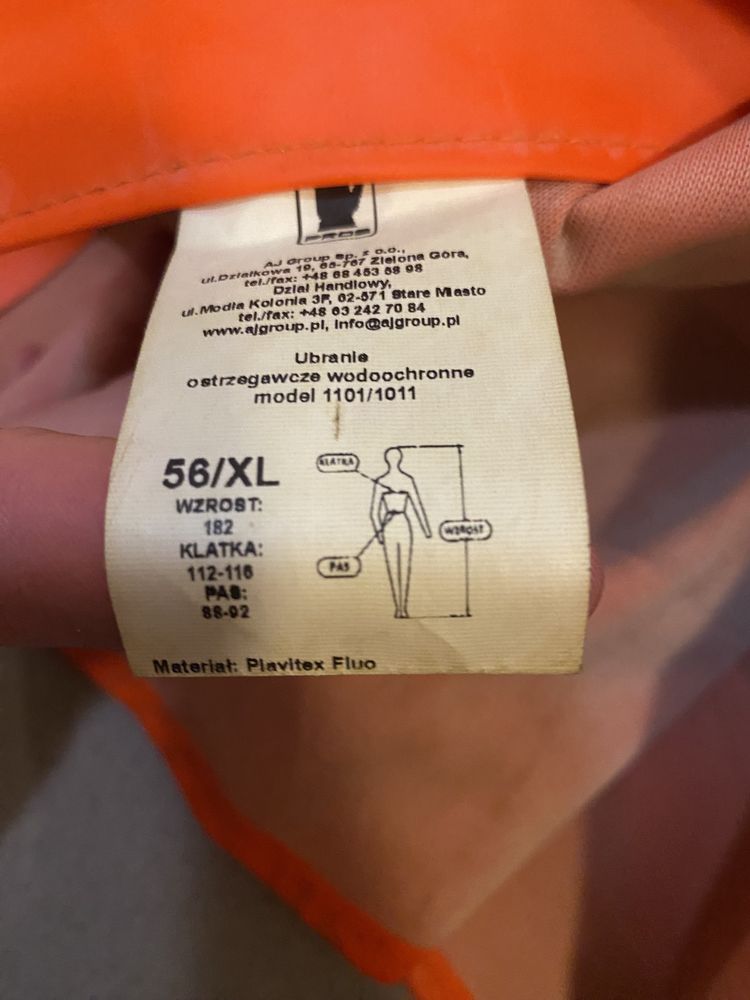 PROS
AJ Group Sp. z o.o.,
ul.Działkowa 19, 65-767 Zielona Góra,
tel./fax: +48 68 453 58 98
Dział Handlowy,
ul.Modła Kolonia 3F, 62-571 Stare Miasto
tel./fax: +48 63 242 70 84
www.ajgroup.pl, info@ajgroup.pl
Ubranie
ostrzegawcze wodoochronne
model 1101/1011
56/XL
WZROST:
182
KLATKA:
112-116
PAS:
88-92
KLATKA
PAS
WZROST
Materiał: Plavitex Fluo